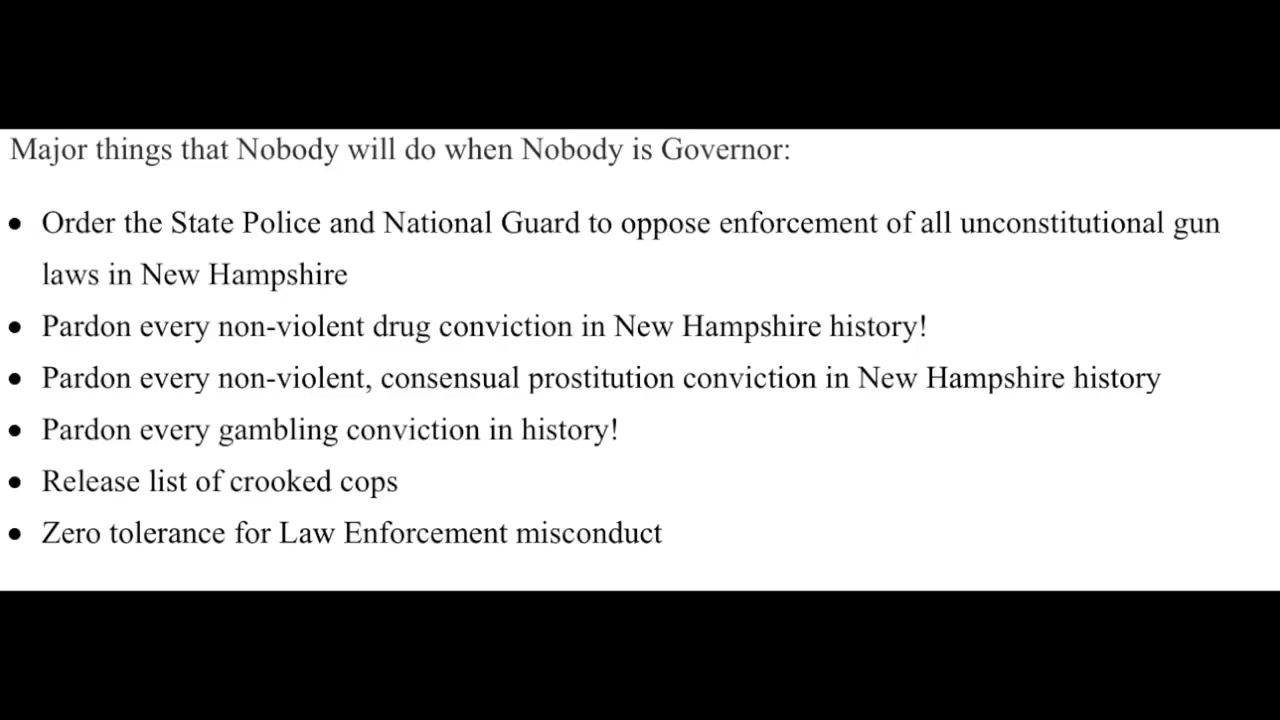 Major things that Nobody will do when Nobody is Governor:
• Order the State Police and National Guard to oppose enforcement of all unconstitutional gun
laws in New Hampshire
• Pardon every non-violent drug conviction in New Hampshire history!
• Pardon every non-violent, consensual prostitution conviction in New Hampshire history
• Pardon every gambling conviction in history!
• Release list of crooked cops
• Zero tolerance for Law Enforcement misconduct